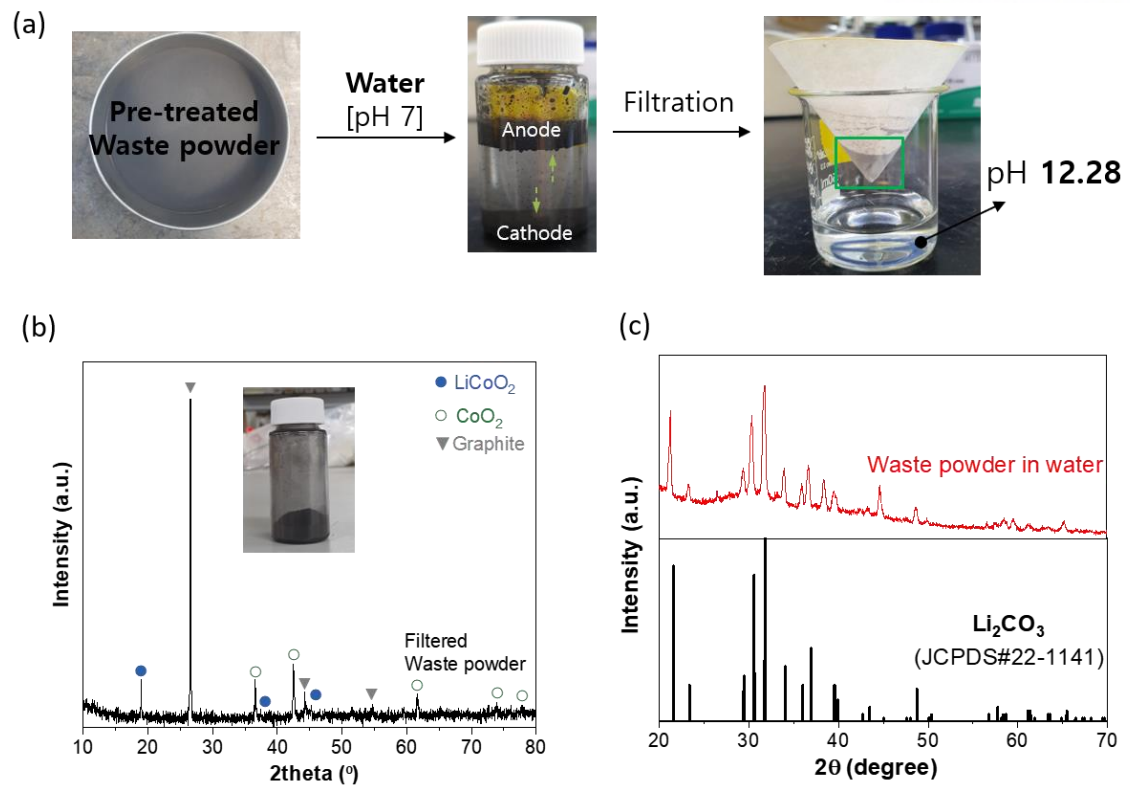 (a)
Pre-treated
Waste powder
Water
[pH 7]
Anode
Cathode
Filtration
pH 12.28
(b)
Intensity (a.u.)
LiCoO₂
CoO₂
Graphite
Filtered
Waste powder
10 20 30 40 50 60 70 80
2theta (º)
(c)
Intensity (a.u.)
Waste powder in water
Li₂CO₃
(JCPDS#22-1141)
20 30 40 50 60 70
2θ (degree)